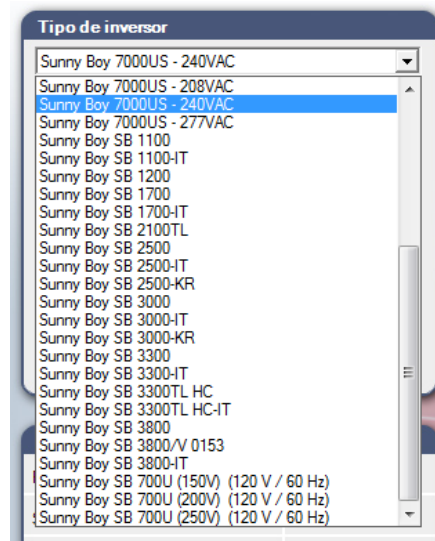 Tipo de inversor
Sunny Boy 7000US - 240VAC
Sunny Boy 7000US - 208VAC
Sunny Boy 7000US - 240VAC
Sunny Boy 7000US - 277VAC
Sunny Boy SB 1100
Sunny Boy SB 1100-IT
Sunny Boy SB 1200
Sunny Boy SB 1700
Sunny Boy SB 1700-IT
Sunny Boy SB 2100TL
Sunny Boy SB 2500
Sunny Boy SB 2500-IT
Sunny Boy SB 2500-KR
Sunny Boy SB 3000
Sunny Boy SB 3000-IT
Sunny Boy SB 3000-KR
Sunny Boy SB 3300
Sunny Boy SB 3300-IT
Sunny Boy SB 3300TL HC
Sunny Boy SB 3300TL HC-IT
Sunny Boy SB 3800
Sunny Boy SB 3800/V 0153
Sunny Boy SB 3800-IT
Sunny Boy SB 700U (150V) (120 V / 60 Hz)
Sunny Boy SB 700U (200V) (120 V / 60 Hz)
Sunny Boy SB 700U (250V) (120 V / 60 Hz)